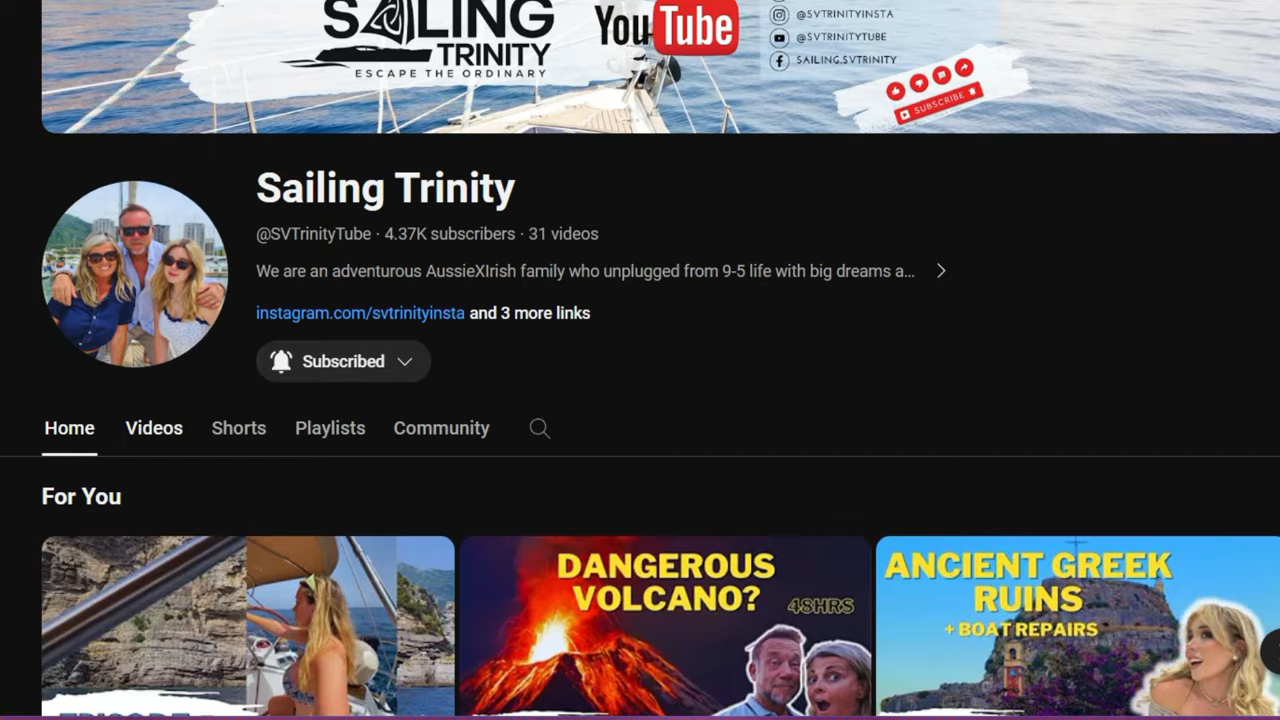 SAILING
TRINITY
ESCAPE THE ORDINARY
YouTube
@SVTRINITYINSTA
@SVTRINITYTUBE
SAILING.SVTRINITY
SUBSCRIBE
Sailing Trinity
@SVTrinityTube · 4.37K subscribers · 31 videos
We are an adventurous AussieXIrish family who unplugged from 9-5 life with big dreams a...
instagram.com/svtrinityinsta and 3 more links
Subscribed
Home Videos Shorts Playlists Community
For You
DANGEROUS
VOLCANO?
48HRS
ANCIENT GREEK
RUINS
+ BOAT REPAIRS